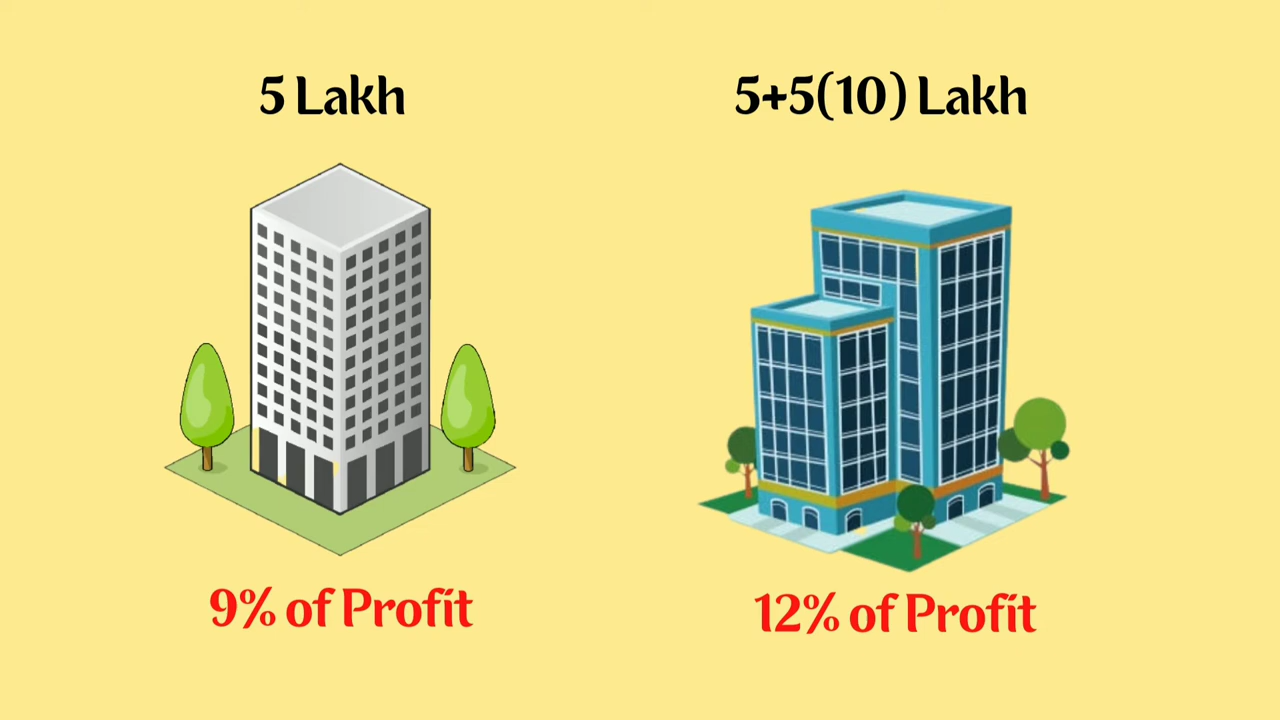 5 Lakh
5+5(10) Lakh
9% of Profit
12% of Profit